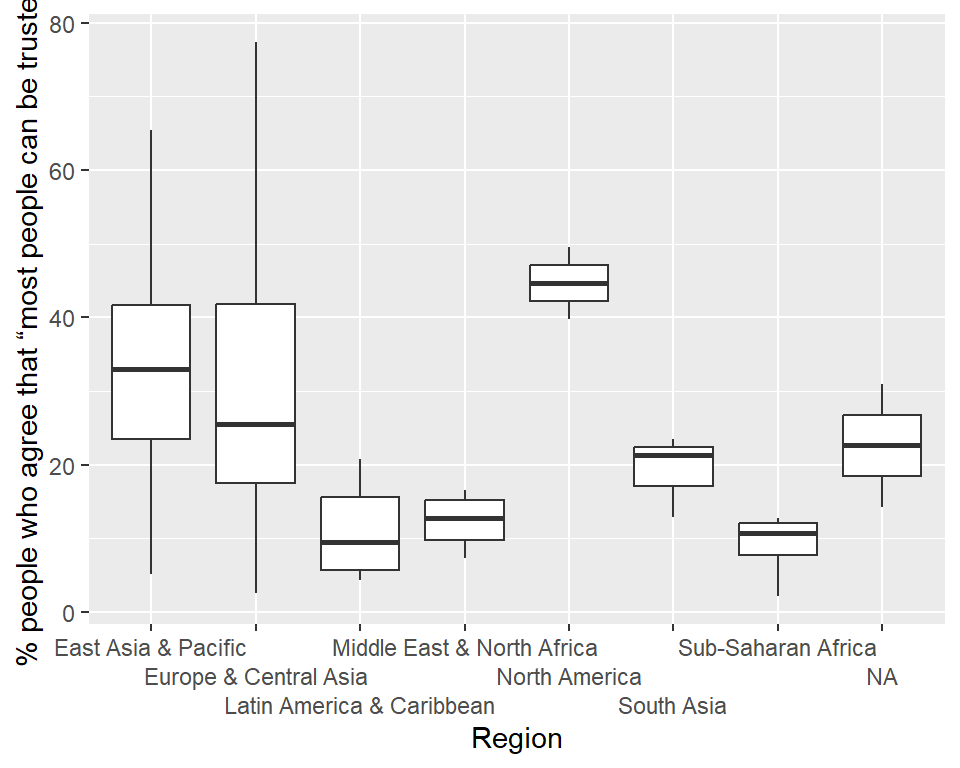 % people who agree that “most people can be truste
80
60
40
20
0
East Asia & Pacific
Europe & Central Asia
Latin America & Caribbean
Middle East & North Africa
North America
South Asia
Sub-Saharan Africa
NA
Region